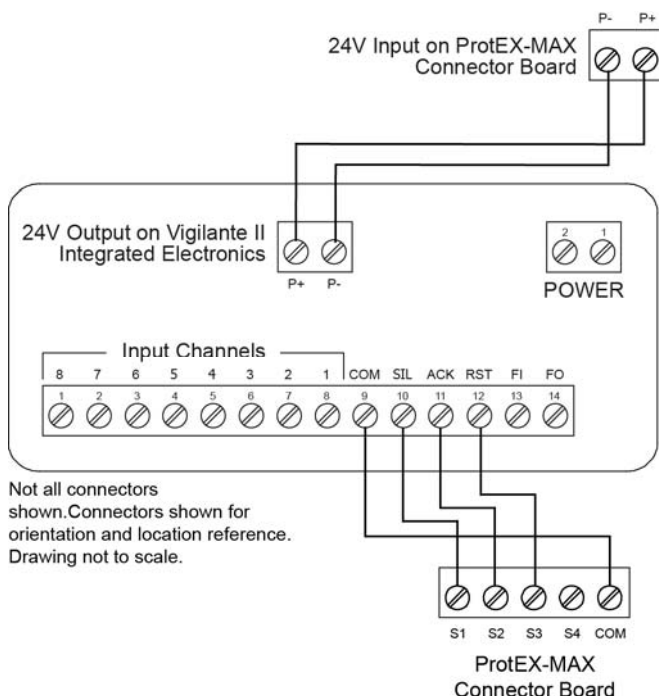 P- P+
24V Input on ProtEX-MAX
Connector Board
24V Output on Vigilante II
Integrated Electronics
P+ P-
2 1
POWER
Input Channels
8 7 6 5 4 3 2 1 COM SIL ACK RST FI FO
1 2 3 4 5 6 7 8 9 10 11 12 13 14
Not all connectors
shown.Connectors shown for
orientation and location reference.
Drawing not to scale.
S1 S2 S3 S4 COM
ProtEX-MAX
Connector Board